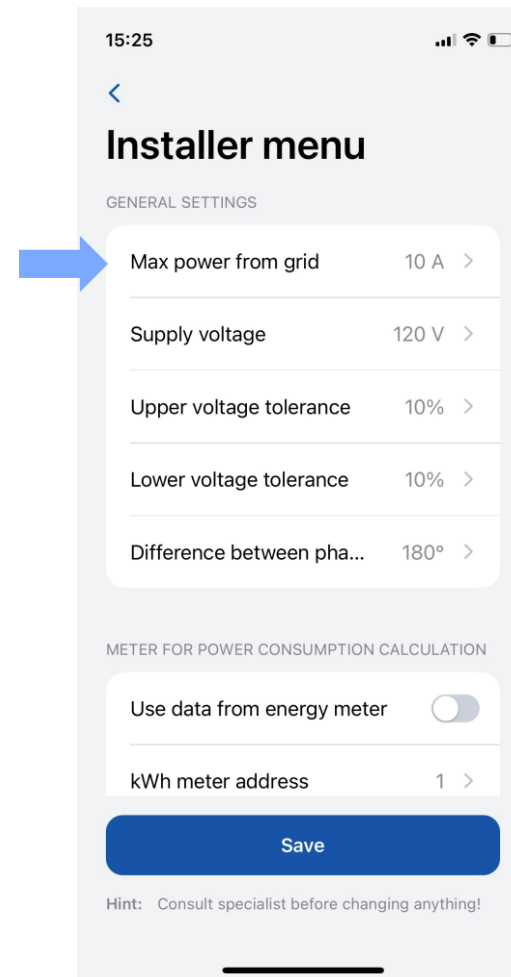 15:25
Installer menu
GENERAL SETTINGS
Max power from grid 10 A
Supply voltage 120 V
Upper voltage tolerance 10%
Lower voltage tolerance 10%
Difference between pha... 180°
METER FOR POWER CONSUMPTION CALCULATION
Use data from energy meter
kWh meter address 1
Save
Hint: Consult specialist before changing anything!